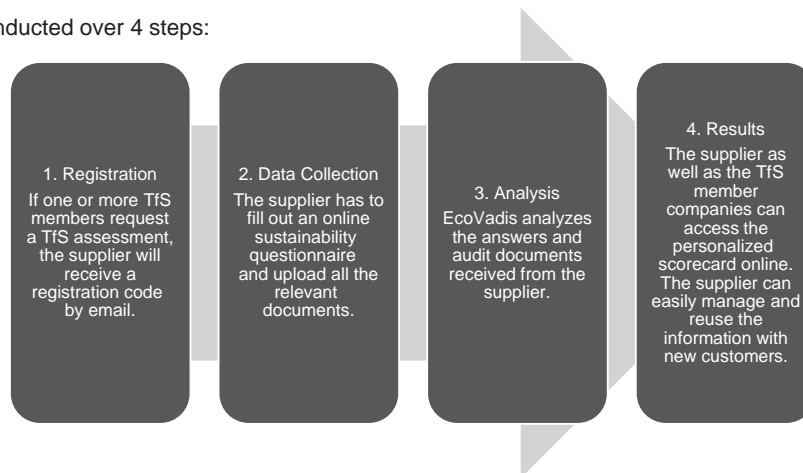 nducted over 4 steps:
1. Registration
If one or more TfS
members request
a TfS assessment,
the supplier will
receive a
registration code
by email.
2. Data Collection
The supplier has to
fill out an online
sustainability
questionnaire
and upload all the
relevant
documents.
3. Analysis
EcoVadis analyzes
the answers and
audit documents
received from the
supplier.
4. Results
The supplier as
well as the TfS
member
companies can
access the
personalized
scorecard online.
The supplier can
easily manage and
reuse the
information with
new customers.